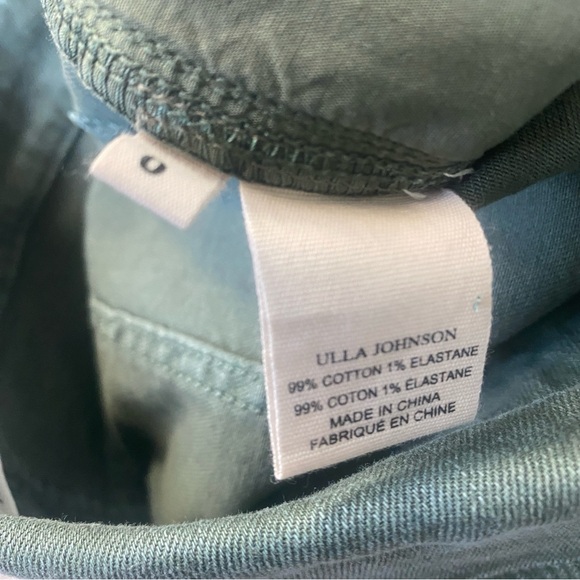 0
ULLA JOHNSON
99% COTTON 1% ELASTANE
99% COTON 1% ÉLASTANE
MADE IN CHINA
FABRIQUÉ EN CHINE